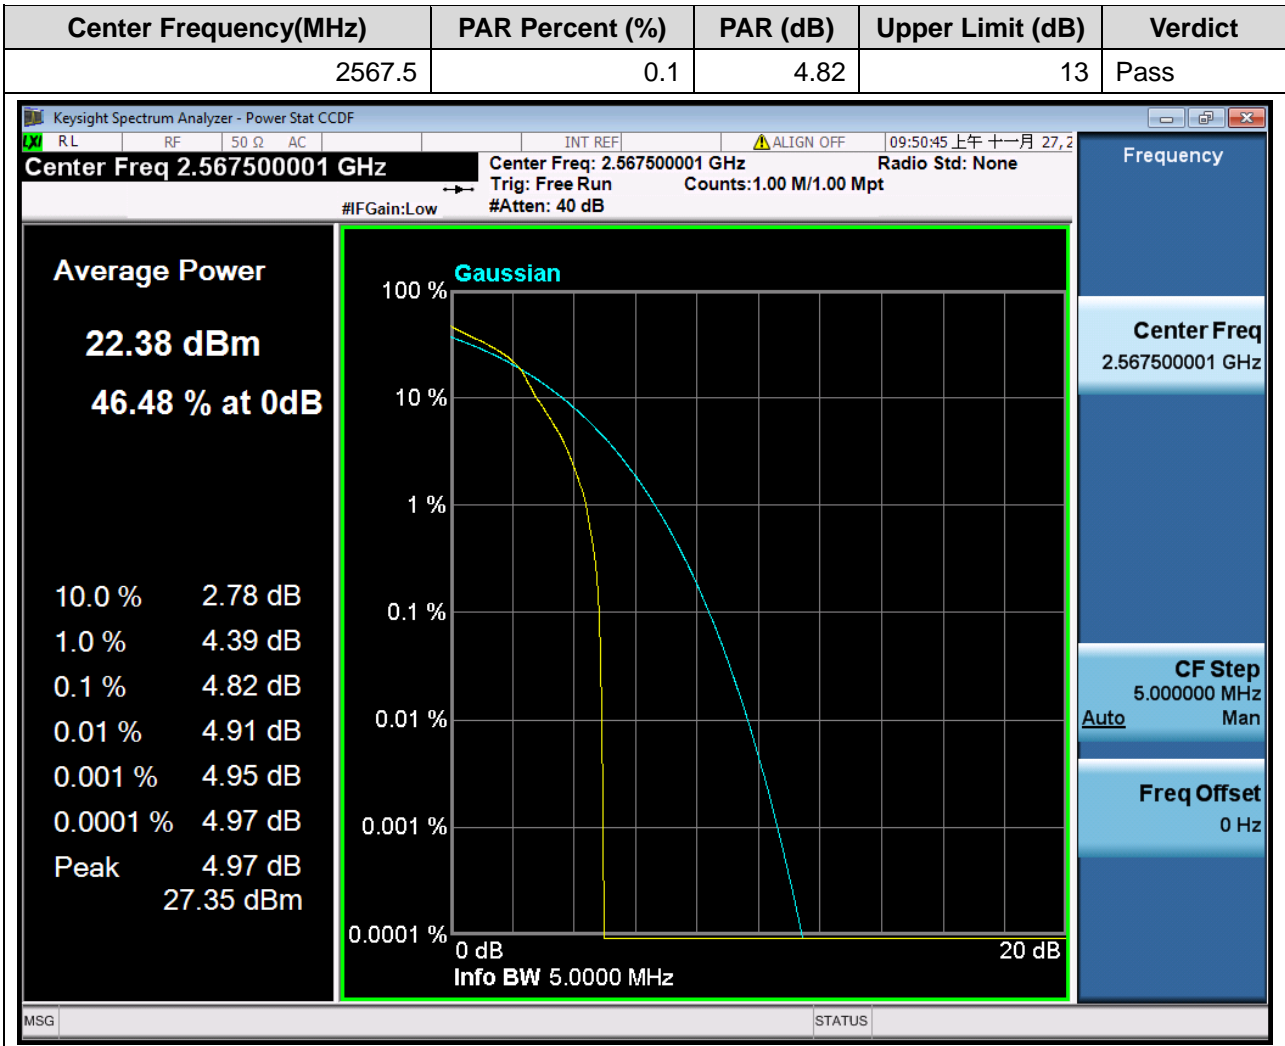 Center Frequency(MHz) PAR Percent (%) PAR (dB) Upper Limit (dB) Verdict
2567.5 0.1 4.82 13 Pass
Keysight Spectrum Analyzer - Power Stat CCDF
LXI RL RF 50 Ω AC INT REF ALIGN OFF 09:50:45 上午 十一月 27, 2
Center Freq 2.567500001 GHz
Center Freq: 2.567500001 GHz Radio Std: None
Trig: Free Run Counts:1.00 M/1.00 Mpt
#IFGain:Low #Atten: 40 dB
Average Power
22.38 dBm
46.48 % at 0dB
10.0 % 2.78 dB
1.0 % 4.39 dB
0.1 % 4.82 dB
0.01 % 4.91 dB
0.001 % 4.95 dB
0.0001 % 4.97 dB
Peak 4.97 dB
27.35 dBm
Gaussian
100 %
10 %
1 %
0.1 %
0.01 %
0.001 %
0.0001 %
0 dB 20 dB
Info BW 5.0000 MHz
Frequency
Center Freq
2.567500001 GHz
CF Step
5.000000 MHz
Auto Man
Freq Offset
0 Hz
MSG STATUS